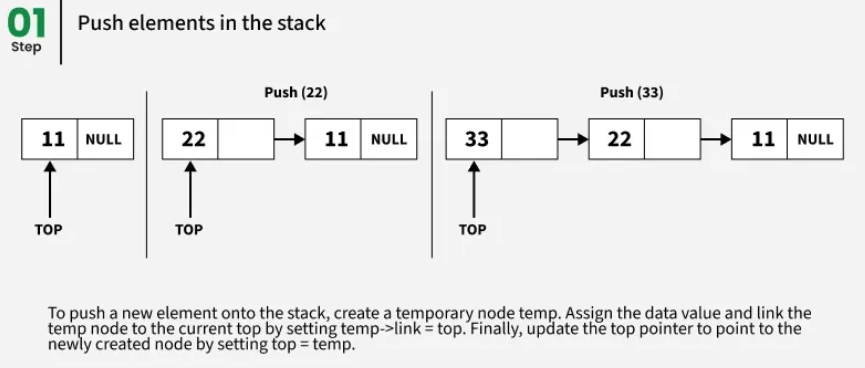 01
Step
Push elements in the stack
Push (22)
Push (33)
11 NULL
22
11 NULL
33
22
11 NULL
TOP
TOP
TOP
To push a new element onto the stack, create a temporary node temp. Assign the data value and link the
temp node to the current top by setting temp->link = top. Finally, update the top pointer to point to the
newly created node by setting top = temp.